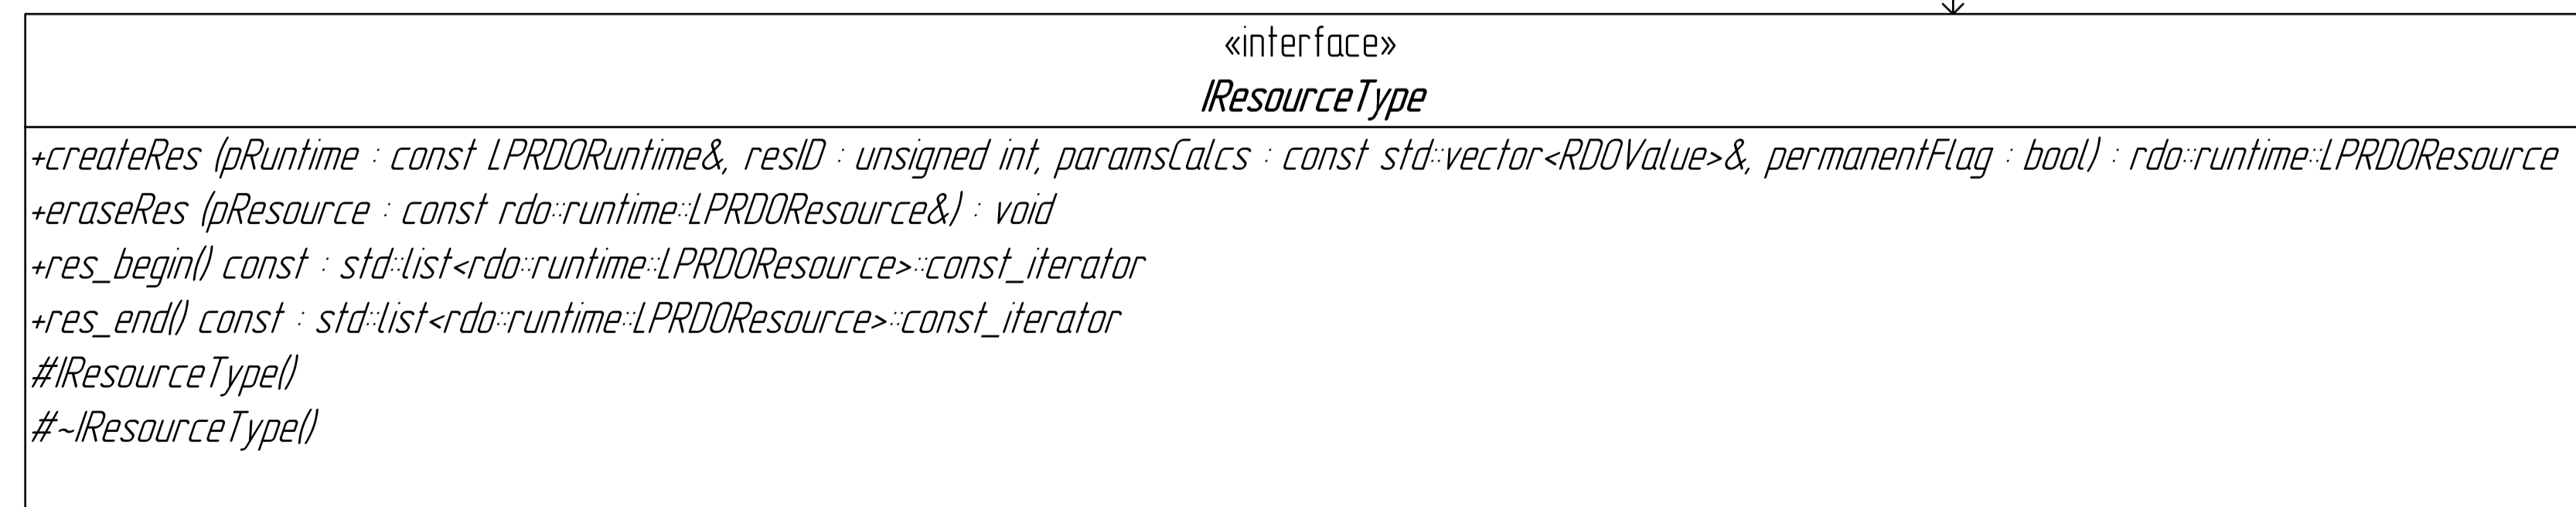 «interface»
IResourceType
+createRes (pRuntime : const LPRDORuntime&, resID : unsigned int, paramsCalcs : const std::vector<RDOValue>&, permanentFlag : bool) : rdo::runtime::LPRDOResource
+eraseRes (pResource : const rdo::runtime::LPRDOResource&) : void
+res_begin() const : std::list<rdo::runtime::LPRDOResource>::const_iterator
+res_end() const : std::list<rdo::runtime::LPRDOResource>::const_iterator
#IResourceType()
#~IResourceType()